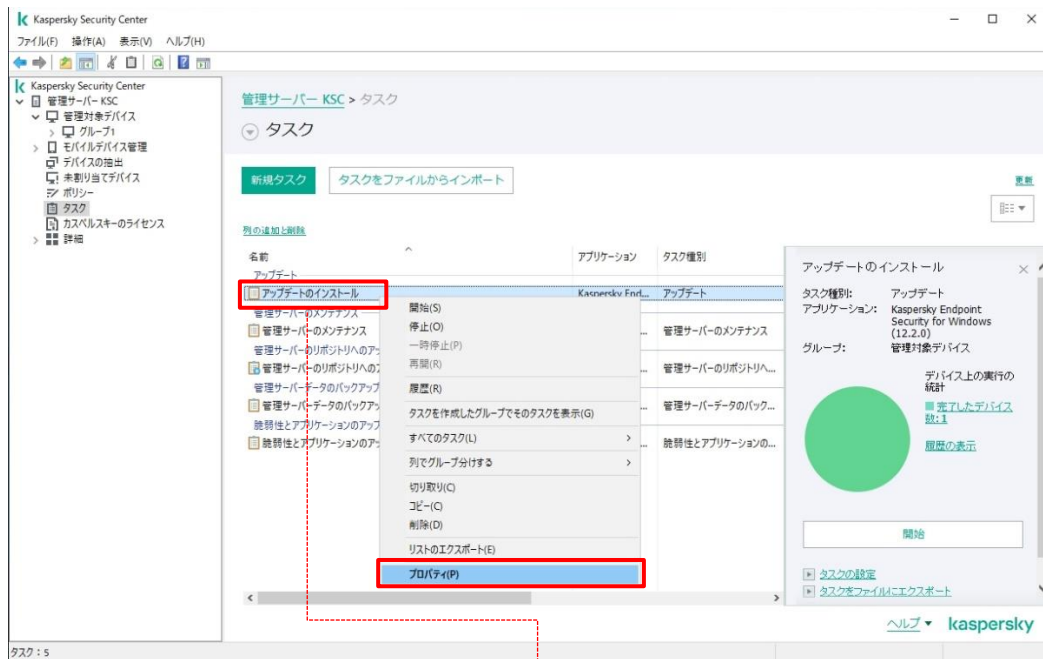 Kaspersky Security Center
ファイル(F) 操作(A) 表示(V) ヘルプ(H)
Kaspersky Security Center
管理サーバー KSC
管理対象デバイス
グループ1
モバイルデバイス管理
デバイスの抽出
未割り当てデバイス
ポリシー
タスク
カスペルスキーのライセンス
詳細
管理サーバー KSC > タスク
タスク
新規タスク タスクをファイルからインポート
更新
列の追加と削除
名前 アプリケーション タスク種別
アップデート
アップデートのインストール Kaspersky End... アップデート
管理サーバーのメンテナンス
管理サーバーのメンテナンス ... 管理サーバーのメンテナンス
管理サーバーのリポジトリへのアッ
管理サーバーのリポジトリへのア ... 管理サーバーのリポジトリへ...
管理サーバーデータのバックアップ
管理サーバーデータのバックアッ ... 管理サーバーデータのバック...
脆弱性とアプリケーションのアップ
脆弱性とアプリケーションのアッ ... 脆弱性とアプリケーションの...
開始(S)
停止(O)
一時停止(P)
再開(R)
履歴(R)
タスクを作成したグループでそのタスクを表示(G)
すべてのタスク(L)
列でグループ分けする
切り取り(C)
コピー(C)
削除(D)
リストのエクスポート(E)
プロパティ(P)
アップデートのインストール
タスク種別: アップデート
アプリケーション: Kaspersky Endpoint
Security for Windows
(12.2.0)
グループ: 管理対象デバイス
デバイス上の実行の
統計
完了したデバイス
数: 1
履歴の表示
開始
タスクの設定
タスクをファイルにエクスポート
ヘルプ kaspersky
タスク : 5